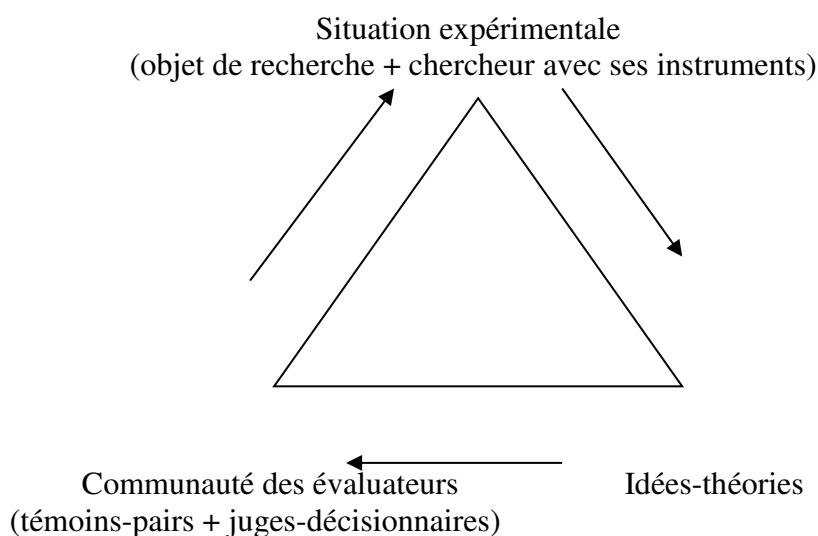 Situation expérimentale
(objet de recherche + chercheur avec ses instruments)
Communauté des évaluateurs
Idées-théories
(témoins-pairs + juges-décisionnaires)